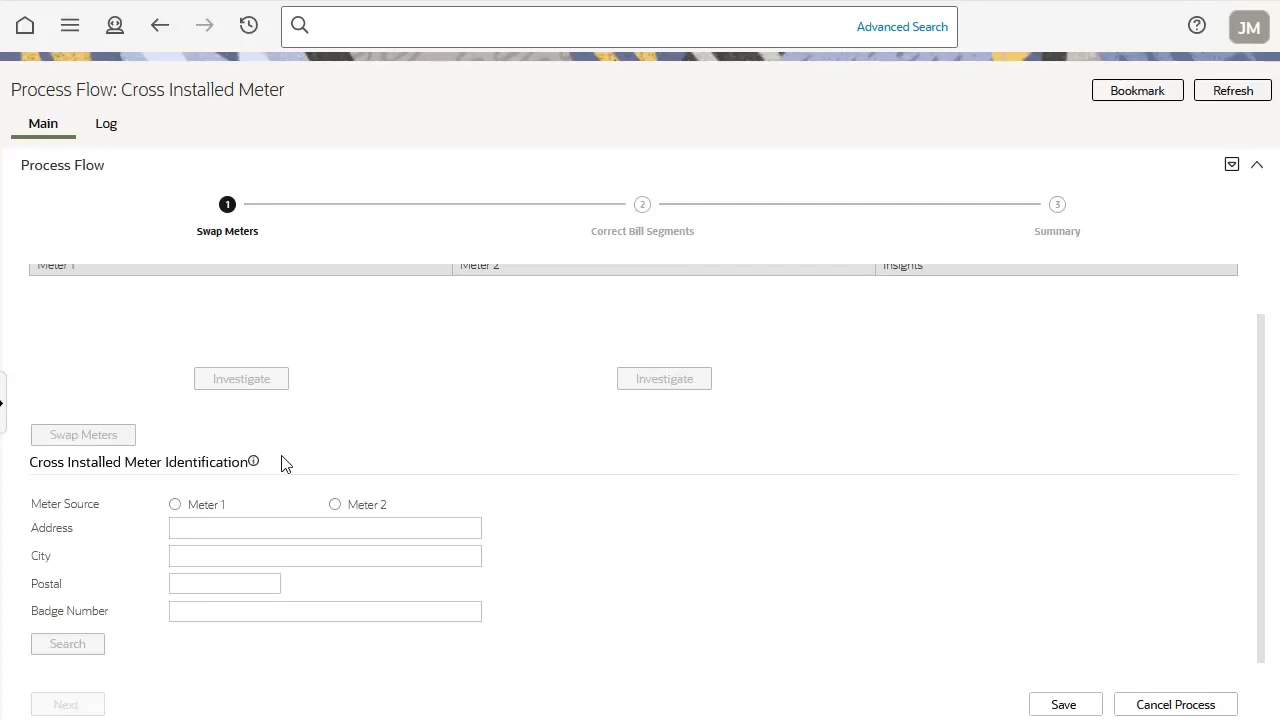 Advanced Search
JM
Process Flow: Cross Installed Meter
Bookmark
Refresh
Main
Log
Process Flow
1
2
3
Swap Meters
Correct Bill Segments
Summary
Meter 1
Meter 2
Insights
Investigate
Investigate
Swap Meters
Cross Installed Meter Identification
Meter Source
Meter 1
Meter 2
Address
City
Postal
Badge Number
Search
Next
Save
Cancel Process